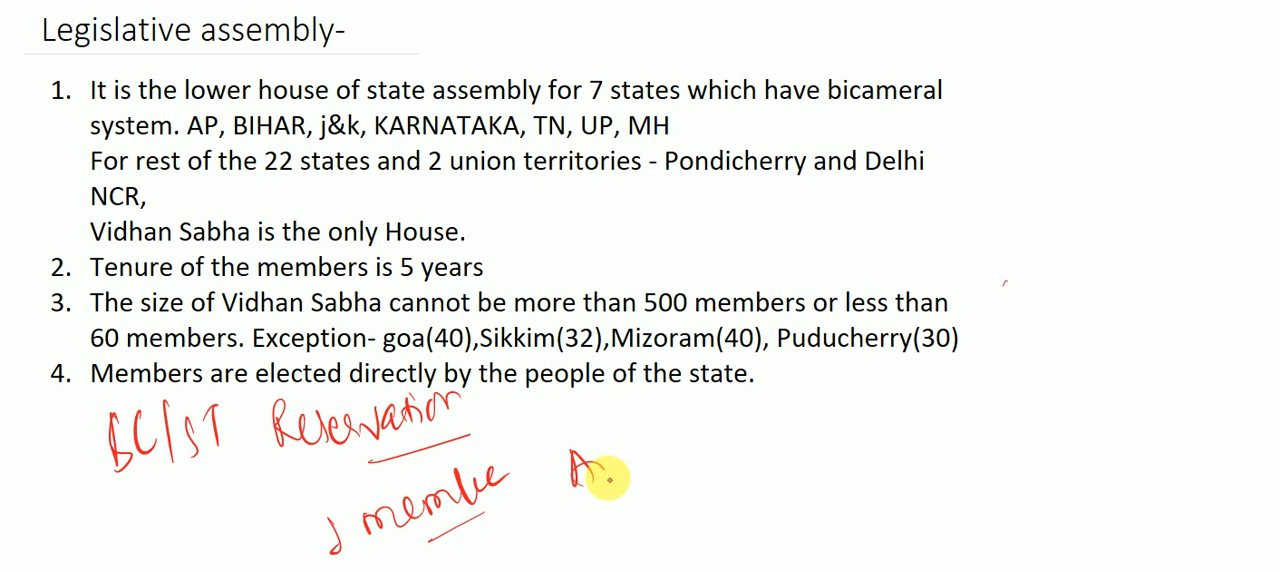 Legislative assembly-
1. It is the lower house of state assembly for 7 states which have bicameral
system. AP, BIHAR, j&k, KARNATAKA, TN, UP, MH
For rest of the 22 states and 2 union territories - Pondicherry and Delhi
NCR,
Vidhan Sabha is the only House.
2. Tenure of the members is 5 years
3. The size of Vidhan Sabha cannot be more than 500 members or less than
60 members. Exception- goa(40),Sikkim(32),Mizoram(40), Puducherry(30)
4. Members are elected directly by the people of the state.
SC/ST Reservation
1 membe A